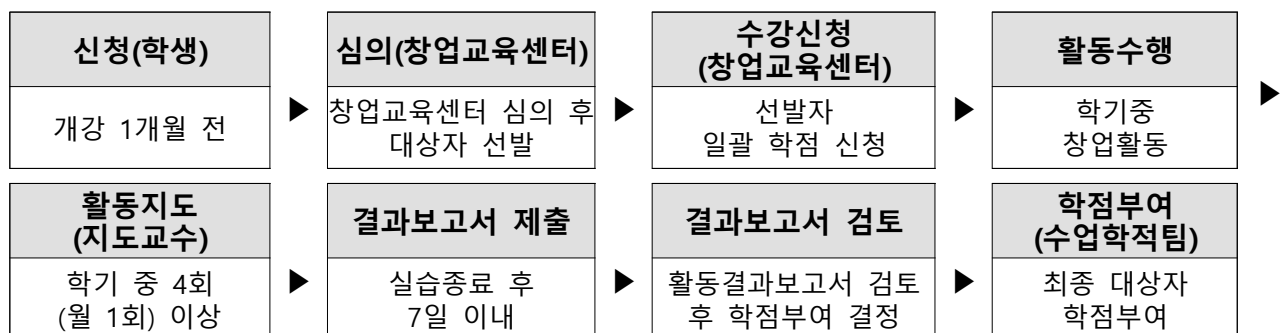 신청(학생)
개강 1개월 전
▶
심의(창업교육센터)
창업교육센터 심의 후
대상자 선발
▶
수강신청
(창업교육센터)
선발자
일괄 학점 신청
▶
활동수행
학기중
창업활동
▶
활동지도
(지도교수)
학기 중 4회
(월 1회) 이상
▶
결과보고서 제출
실습종료 후
7일 이내
▶
결과보고서 검토
활동결과보고서 검토
후 학점부여 결정
▶
학점부여
(수업학적팀)
최종 대상자
학점부여